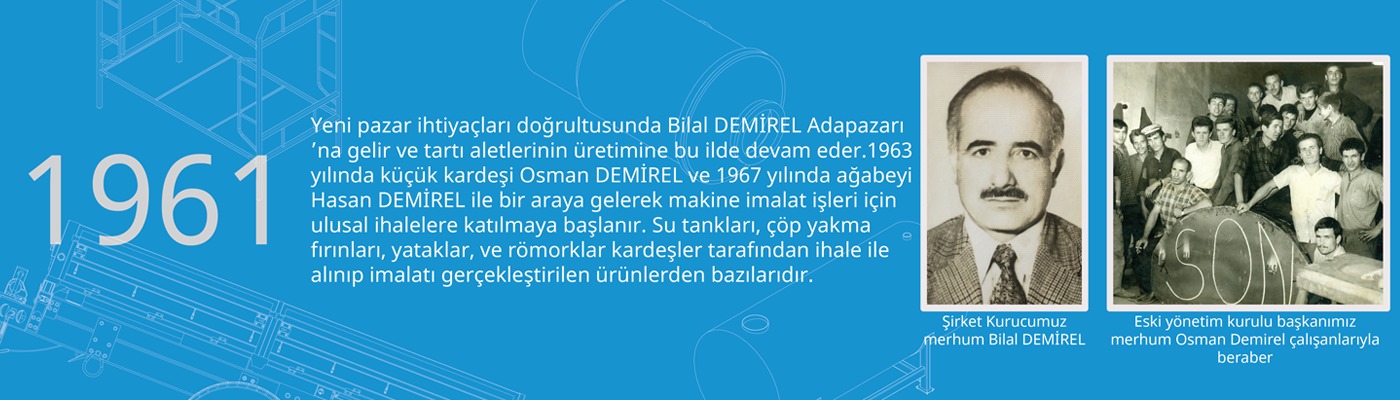 1961
Yeni pazar ihtiyaçları doğrultusunda Bilal DEMİREL Adapazarı
’na gelir ve tartı aletlerinin üretimine bu ilde devam eder.1963
yılında küçük kardeşi Osman DEMİREL ve 1967 yılında ağabeyi
Hasan DEMİREL ile bir araya gelerek makine imalat işleri için
ulusal ihalelere katılmaya başlanır. Su tankları, çöp yakma
fırınları, yataklar, ve römorklar kardeşler tarafından ihale ile
alınıp imalatı gerçekleştirilen ürünlerden bazılarıdır.
Şirket Kurucumuz
merhum Bilal DEMİREL
SON
Eski yönetim kurulu başkanımız
merhum Osman Demirel çalışanlarıyla
beraber